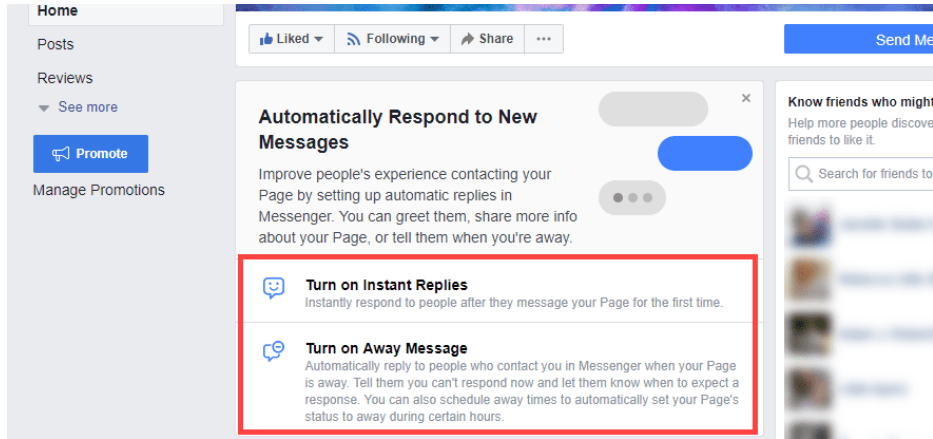 Home
Posts
Reviews
See more
Promote
Manage Promotions
Liked Following Share ...
Send Me
Automatically Respond to New
Messages
Improve people's experience contacting your
Page by setting up automatic replies in
Messenger. You can greet them, share more info
about your Page, or tell them when you're away.
Turn on Instant Replies
Instantly respond to people after they message your Page for the first time.
Turn on Away Message
Automatically reply to people who contact you in Messenger when your Page
is away. Tell them you can't respond now and let them know when to expect a
response. You can also schedule away times to automatically set your Page's
status to away during certain hours.
Know friends who might
Help more people discove
friends to like it.
Search for friends to